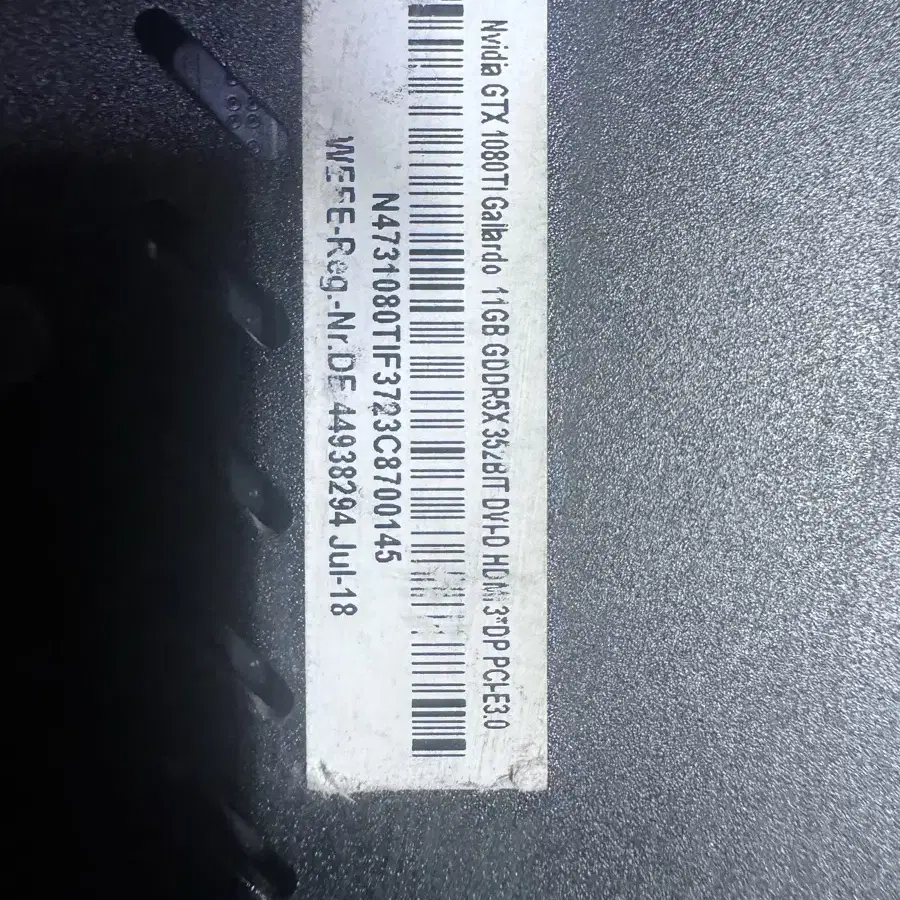 Nvidia GTX 1080TI Gallardo 11GB GDDR5X 352BIT DVI-D HDMI 3*DP PCI-E3.0
N4731080TIF3723C8700145
WEEE-Reg.-Nr.DE 44938294 Jul-18